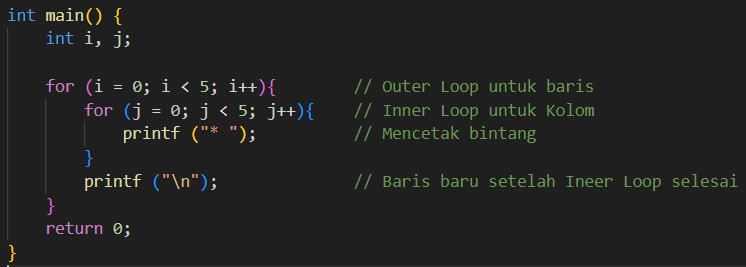 int main() {
    int i, j;

    for (i = 0; i < 5; i++){          // Outer Loop untuk baris
        for (j = 0; j < 5; j++){      // Inner Loop untuk Kolom
            printf ("* ");            // Mencetak bintang
        }
        printf ("\n");                // Baris baru setelah Ineer Loop selesai
    }
    return 0;
}